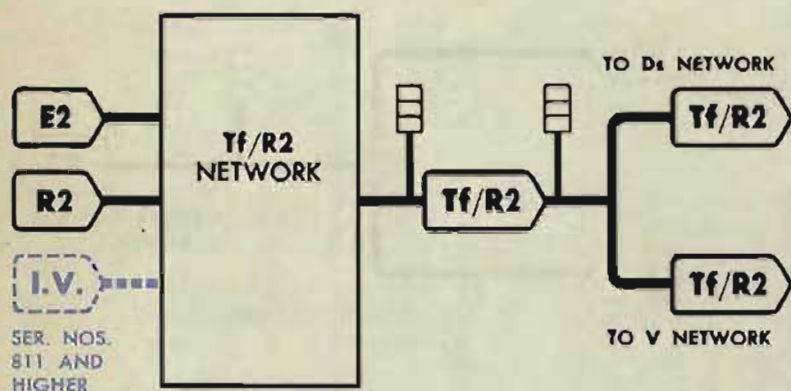 E2
R2
I.V.
SER. NOS.
811 AND
HIGHER
Tf/R2
NETWORK
Tf/R2
TO Ds NETWORK
Tf/R2
Tf/R2
TO V NETWORK